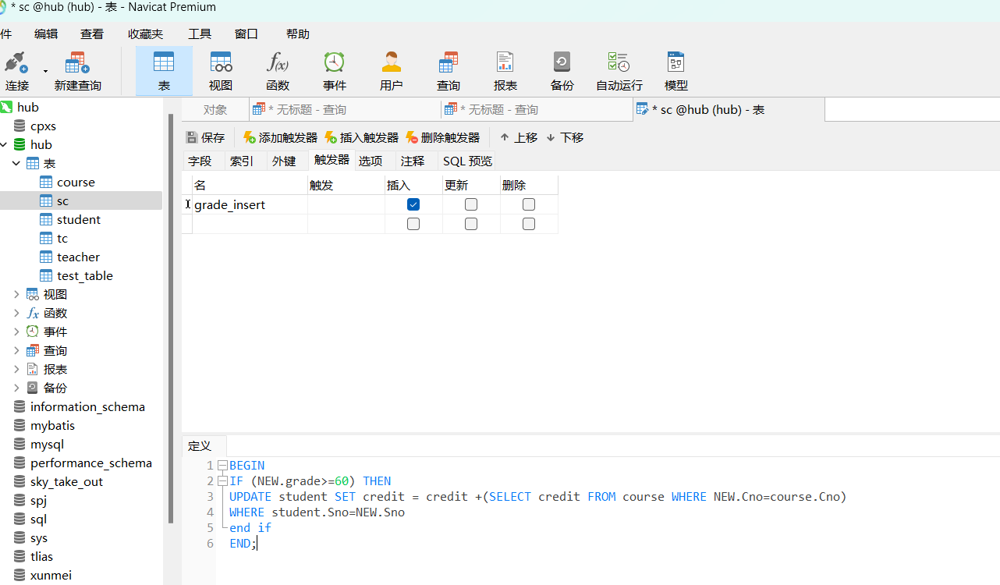 * sc @hub (hub) - 表 - Navicat Premium
件 编辑 查看 收藏夹 工具 窗口 帮助
连接 新建查询 表 视图 函数 事件 用户 查询 报表 备份 自动运行 模型
f(x)
对象 * 无标题 - 查询 * 无标题 - 查询 * sc @hub (hub) - 表
保存 添加触发器 插入触发器 删除触发器 ↑ 上移 ↓ 下移
字段 索引 外键 触发器 选项 注释 SQL 预览
名 触发 插入 更新 删除
grade_insert
hub
cpxs
hub
表
course
sc
student
tc
teacher
test_table
视图
fx 函数
事件
查询
报表
备份
information_schema
mybatis
mysql
performance_schema
sky_take_out
spj
sql
sys
tlias
xunmei
定义
1 BEGIN
2 IF (NEW.grade>=60) THEN
3 UPDATE student SET credit = credit +(SELECT credit FROM course WHERE NEW.Cno=course.Cno)
4 WHERE student.Sno=NEW.Sno
5 end if
6 END;